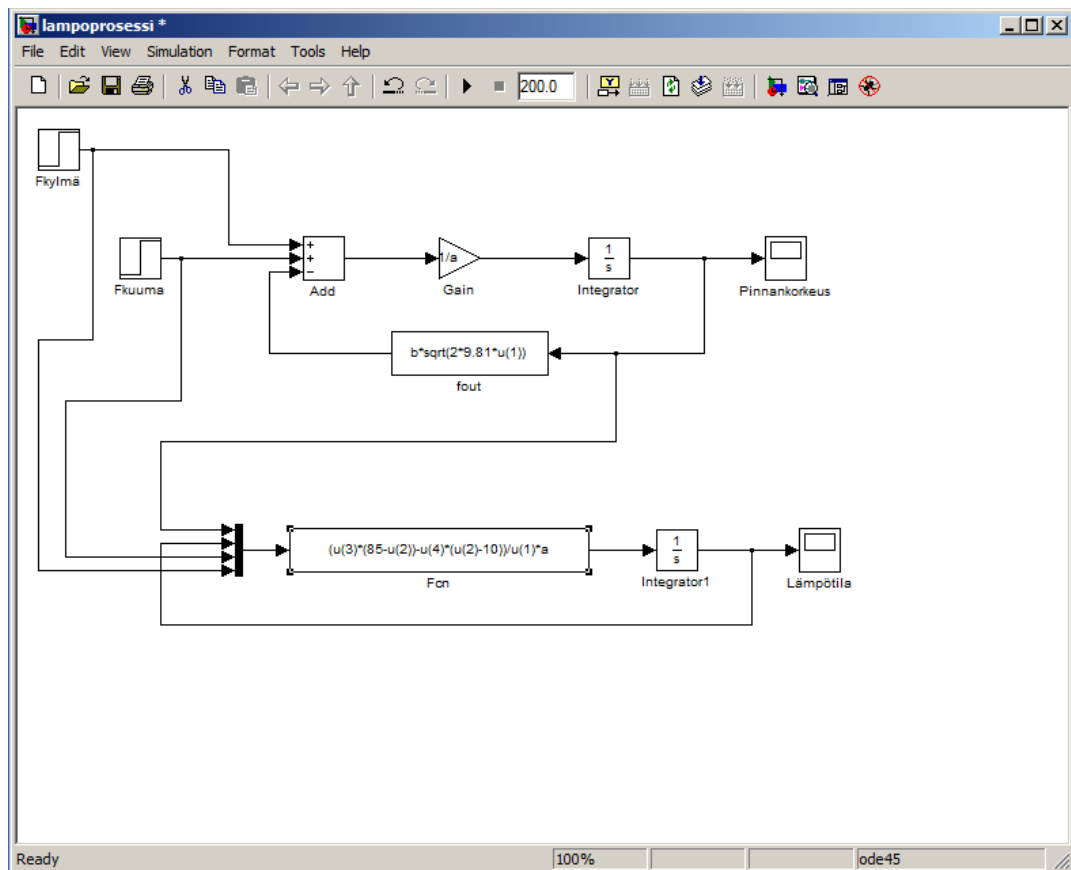 lampoprosessi *
File Edit View Simulation Format Tools Help
200.0
Fkylmä
Fkuuma
+
+
−
Add
1/a
Gain
1
s
Integrator
Pinnankorkeus
b*sqrt(2*9.81*u(1))
fout
(u(3)*(85-u(2))-u(4)*(u(2)-10))/u(1)*a
Fcn
1
s
Integrator1
Lämpötila
Ready 100% ode45